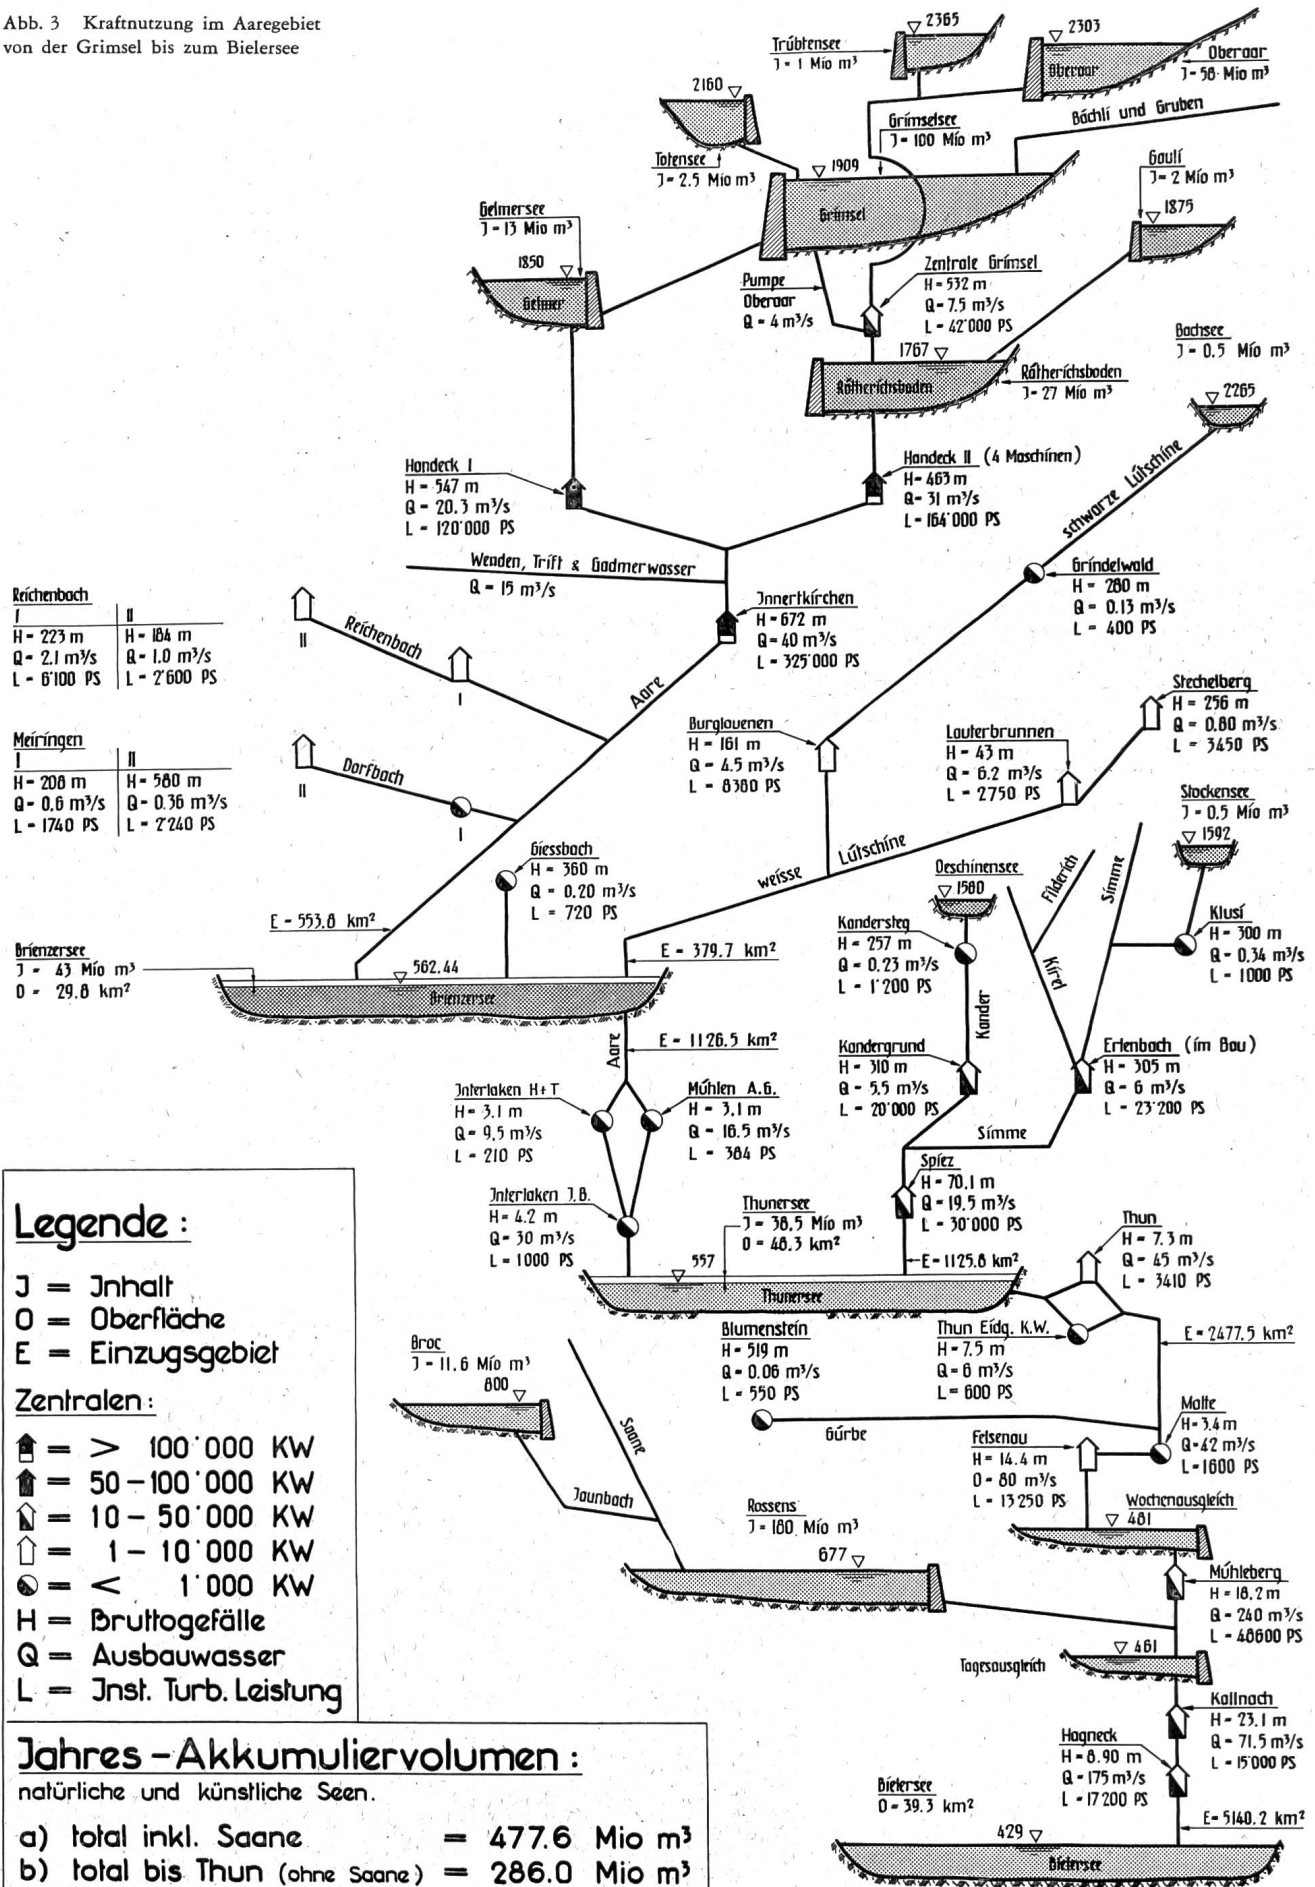 Abb. 3 Kraftnutzung im Aaregebiet
von der Grimsel bis zum Bielersee
Trübtensee
J = 1 Mio m³
2365
2303
Oberaar
Oberaar
J = 58 Mio m³
2160
Totensee
J = 2.5 Mio m³
Grimselsee
J = 100 Mio m³
Bächli und Gruben
1909
Grimsel
Gauli
J = 2 Mio m³
1875
Gelmersee
J = 13 Mio m³
1850
Gelmer
Pumpe
Oberaar
Q = 4 m³/s
Zentrale Grimsel
H = 532 m
Q = 7.5 m³/s
L = 42'000 PS
1767
Rätherichsboden
Rätherichsboden
J = 27 Mio m³
Bachsee
J = 0.5 Mio m³
2265
Handeck I
H = 547 m
Q = 20.3 m³/s
L = 120'000 PS
Handeck II (4 Maschinen)
H = 463 m
Q = 31 m³/s
L = 164'000 PS
schwarze Lütschine
Wenden, Trift & Gadmerwasser
Q = 15 m³/s
Grindelwald
H = 280 m
Q = 0.13 m³/s
L = 400 PS
Innertkirchen
H = 672 m
Q = 40 m³/s
L = 325'000 PS
Reichenbach
I II
H = 223 m H = 184 m
Q = 2.1 m³/s Q = 1.0 m³/s
L = 6'100 PS L = 2'600 PS
II
Reichenbach
I
Aare
Meiringen
I II
H = 208 m H = 580 m
Q = 0,6 m³/s Q = 0.36 m³/s
L = 1740 PS L = 2'240 PS
II
Dorfbach
I
Burglauenen
H = 161 m
Q = 4.5 m³/s
L = 8380 PS
Lauterbrunnen
H = 43 m
Q = 6.2 m³/s
L = 2750 PS
Stechelberg
H = 256 m
Q = 0.80 m³/s
L = 3450 PS
Stockensee
J = 0.5 Mio m³
1592
Giessbach
H = 360 m
Q = 0.20 m³/s
L = 720 PS
weisse Lütschine
E = 553.8 km²
Brienzersee
J = 43 Mio m³
O = 29.8 km²
562.44
Brienzersee
E = 379.7 km²
Oeschinensee
1580
Kandersteg
H = 257 m
Q = 0.23 m³/s
L = 1'200 PS
Kander
Filderich
Simme
Kirel
Klusi
H = 300 m
Q = 0.34 m³/s
L = 1000 PS
Aare
E = 1126.5 km²
Kandergrund
H = 310 m
Q = 5.5 m³/s
L = 20'000 PS
Erlenbach (im Bau)
H = 305 m
Q = 6 m³/s
L = 23'200 PS
Interlaken H+T
H = 3.1 m
Q = 9,5 m³/s
L = 210 PS
Mühlen A.G.
H = 3.1 m
Q = 16.5 m³/s
L = 384 PS
Simme
Spiez
H = 70.1 m
Q = 19.5 m³/s
L = 30'000 PS
Interlaken J.B.
H = 4.2 m
Q = 30 m³/s
L = 1000 PS
Thunersee
J = 38,5 Mio m³
O = 48.3 km²
557
Thunersee
E = 1125.8 km²
Thun
H = 7.3 m
Q = 45 m³/s
L = 3410 PS
Legende :
J = Inhalt
O = Oberfläche
E = Einzugsgebiet
Zentralen :
= > 100'000 KW
= 50-100'000 KW
= 10-50'000 KW
= 1-10'000 KW
= < 1'000 KW
H = Bruttogefälle
Q = Ausbauwasser
L = Inst. Turb. Leistung
Broc
J = 11.6 Mio m³
800
Saane
Jaunbach
Blumenstein
H = 519 m
Q = 0.06 m³/s
L = 550 PS
Gürbe
Thun Eidg. K.W.
H = 7.5 m
Q = 6 m³/s
L = 600 PS
E = 2477.5 km²
Matte
H = 3.4 m
Q = 42 m³/s
L = 1600 PS
Felsenau
H = 14.4 m
O = 80 m³/s
L = 13250 PS
Wochenausgleich
481
Rossens
J = 180 Mio m³
677
Mühleberg
H = 18.2 m
Q = 240 m³/s
L = 48600 PS
Tagesausgleich
461
Kallnach
H = 23.1 m
Q = 71.5 m³/s
L = 15'000 PS
Hagneck
H = 8.90 m
Q = 175 m³/s
L = 17200 PS
Bielersee
O = 39.3 km²
E = 5140.2 km²
429
Bielersee
Jahres-Akkumuliervolumen :
natürliche und künstliche Seen.
a) total inkl. Saane = 477.6 Mio m³
b) total bis Thun (ohne Saane) = 286.0 Mio m³